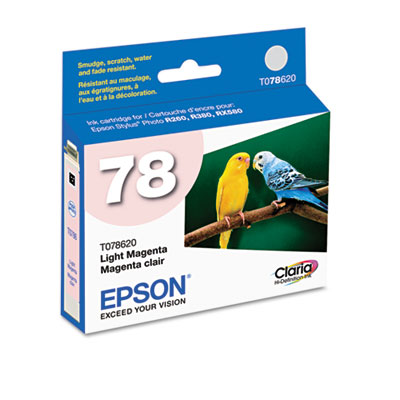 Smudge, scratch, water
and fade resistant.
Résistant au maculage,
aux égratignures, à
l'eau et à la décoloration.
T078620
Ink cartridge for / Cartouche d'encre pour :
Epson Stylus® Photo R260, R380, RX580
78
T078620
Light Magenta
Magenta clair
EPSON
EXCEED YOUR VISION
Claria
Hi-Definition Ink